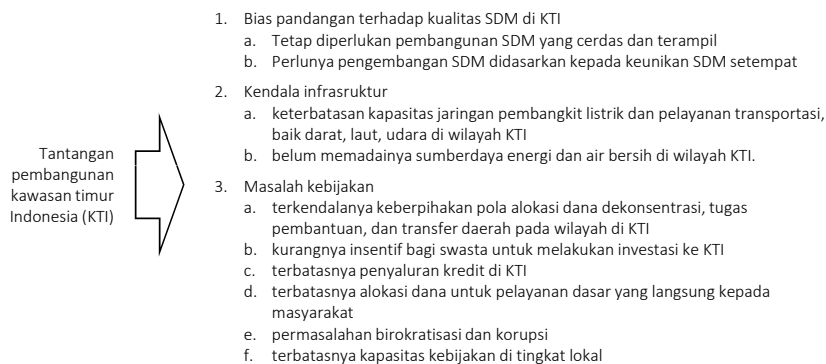 Tantangan
pembangunan
kawasan timur
Indonesia (KTI)
1. Bias pandangan terhadap kualitas SDM di KTI
a. Tetap diperlukan pembangunan SDM yang cerdas dan terampil
b. Perlunya pengembangan SDM didasarkan kepada keunikan SDM setempat
2. Kendala infrasruktur
a. keterbatasan kapasitas jaringan pembangkit listrik dan pelayanan transportasi,
baik darat, laut, udara di wilayah KTI
b. belum memadainya sumberdaya energi dan air bersih di wilayah KTI.
3. Masalah kebijakan
a. terkendalanya keberpihakan pola alokasi dana dekonsentrasi, tugas
pembantuan, dan transfer daerah pada wilayah di KTI
b. kurangnya insentif bagi swasta untuk melakukan investasi ke KTI
c. terbatasnya penyaluran kredit di KTI
d. terbatasnya alokasi dana untuk pelayanan dasar yang langsung kepada
masyarakat
e. permasalahan birokratisasi dan korupsi
f. terbatasnya kapasitas kebijakan di tingkat lokal